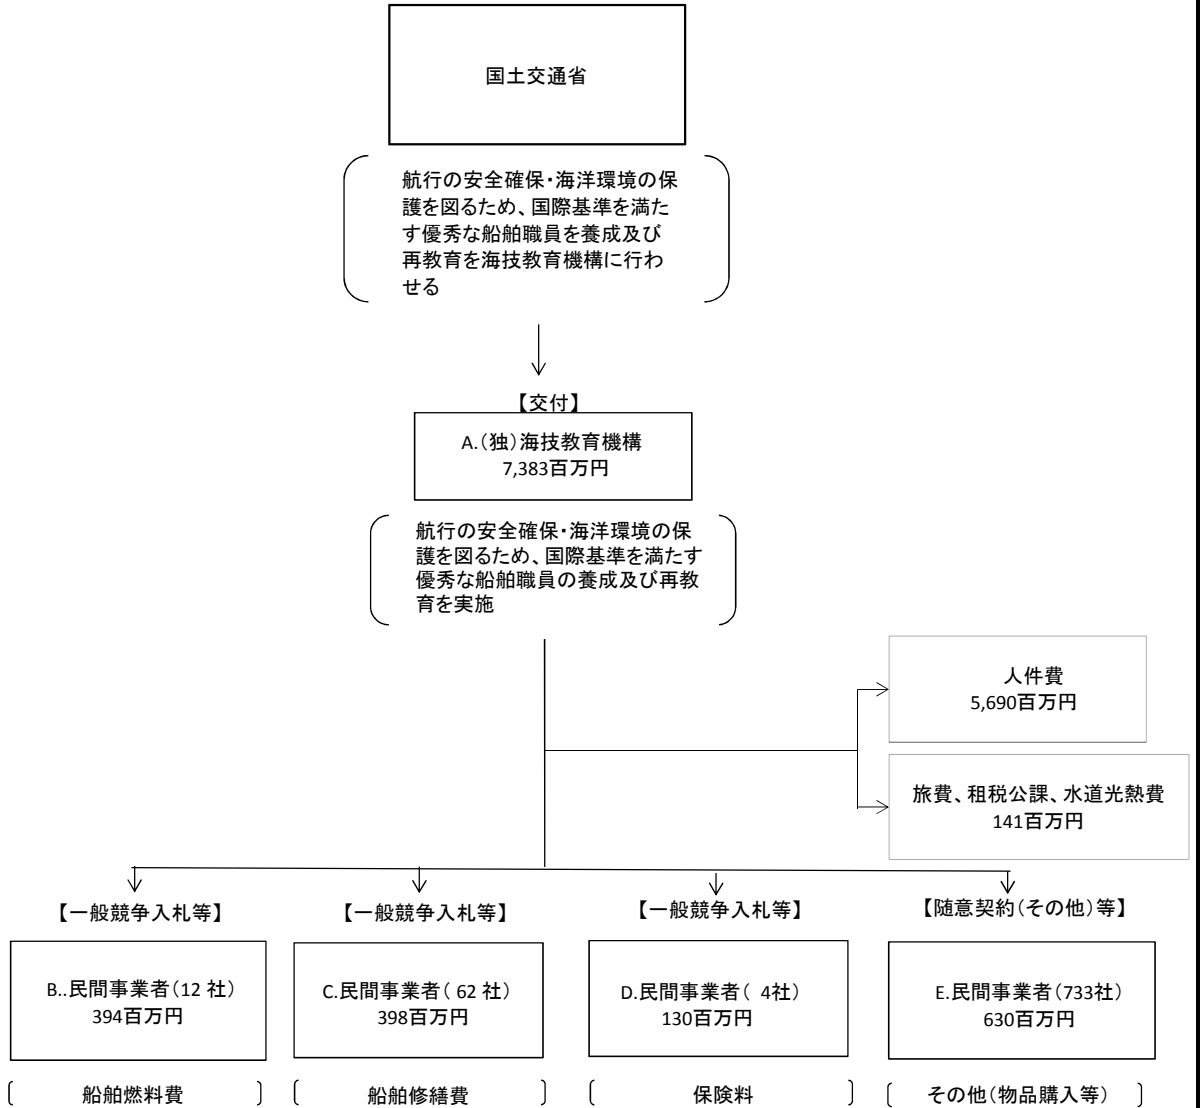 国土交通省
航行の安全確保・海洋環境の保
護を図るため、国際基準を満た
す優秀な船舶職員を養成及び
再教育を海技教育機構に行わ
せる
【交付】
A.(独)海技教育機構
7,383百万円
航行の安全確保・海洋環境の保
護を図るため、国際基準を満たす
優秀な船舶職員の養成及び再教
育を実施
人件費
5,690百万円
旅費、租税公課、水道光熱費
141百万円
【一般競争入札等】
【一般競争入札等】
【一般競争入札等】
【随意契約(その他)等】
B..民間事業者(12 社)
394百万円
C.民間事業者( 62 社)
398百万円
D.民間事業者( 4社)
130百万円
E.民間事業者(733社)
630百万円
船舶燃料費
船舶修繕費
保険料
その他(物品購入等)